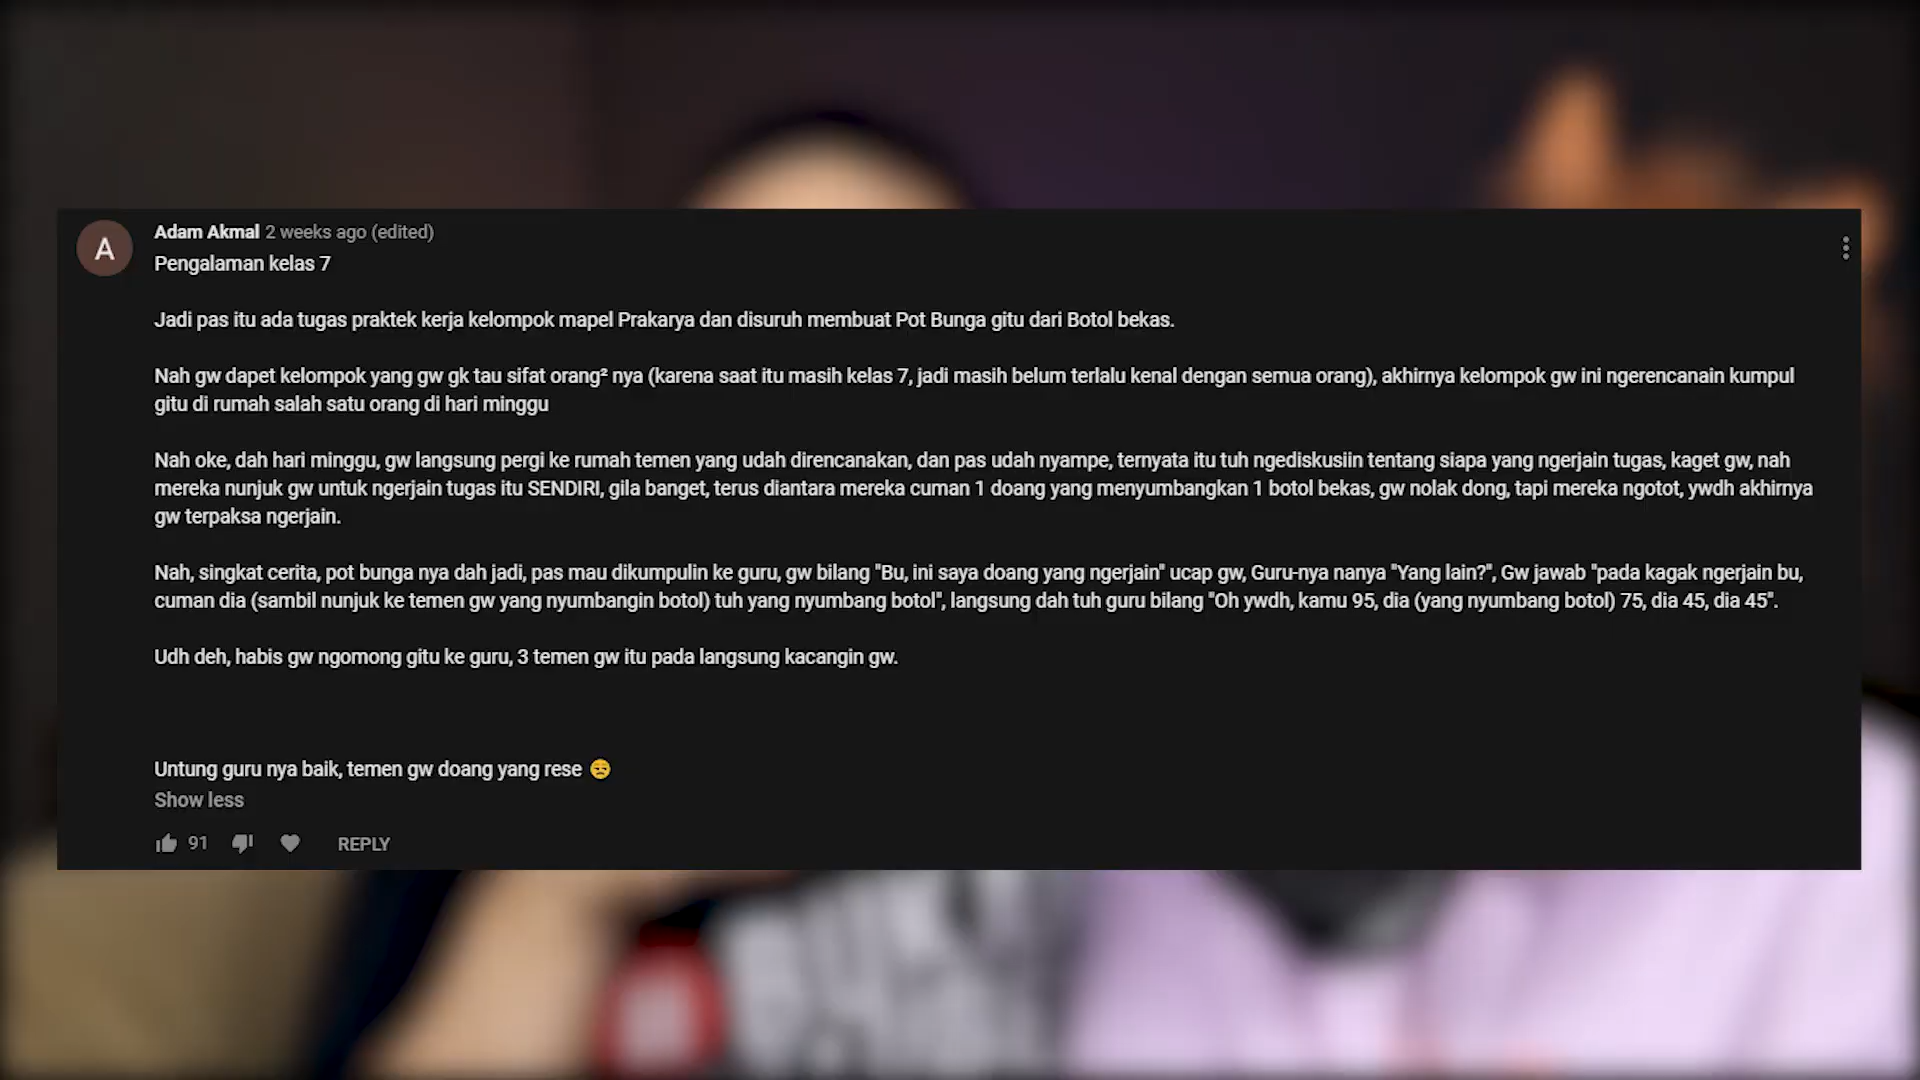 A
Adam Akmal 2 weeks ago (edited)
Pengalaman kelas 7
Jadi pas itu ada tugas praktek kerja kelompok mapel Prakarya dan disuruh membuat Pot Bunga gitu dari Botol bekas.
Nah gw dapet kelompok yang gw gk tau sifat orang² nya (karena saat itu masih kelas 7, jadi masih belum terlalu kenal dengan semua orang), akhirnya kelompok gw ini ngerencanain kumpul
gitu di rumah salah satu orang di hari minggu
Nah oke, dah hari minggu, gw langsung pergi ke rumah temen yang udah direncanakan, dan pas udah nyampe, ternyata itu tuh ngediskusiin tentang siapa yang ngerjain tugas, kaget gw, nah
mereka nunjuk gw untuk ngerjain tugas itu SENDIRI, gila banget, terus diantara mereka cuman 1 doang yang menyumbangkan 1 botol bekas, gw nolak dong, tapi mereka ngotot, ywdh akhirnya
gw terpaksa ngerjain.
Nah, singkat cerita, pot bunga nya dah jadi, pas mau dikumpulin ke guru, gw bilang "Bu, ini saya doang yang ngerjain" ucap gw, Guru-nya nanya "Yang lain?", Gw jawab "pada kagak ngerjain bu,
cuman dia (sambil nunjuk ke temen gw yang nyumbangin botol) tuh yang nyumbang botol", langsung dah tuh guru bilang "Oh ywdh, kamu 95, dia (yang nyumbang botol) 75, dia 45, dia 45".
Udh deh, habis gw ngomong gitu ke guru, 3 temen gw itu pada langsung kacangin gw.
Untung guru nya baik, temen gw doang yang rese 😒
Show less
91 REPLY